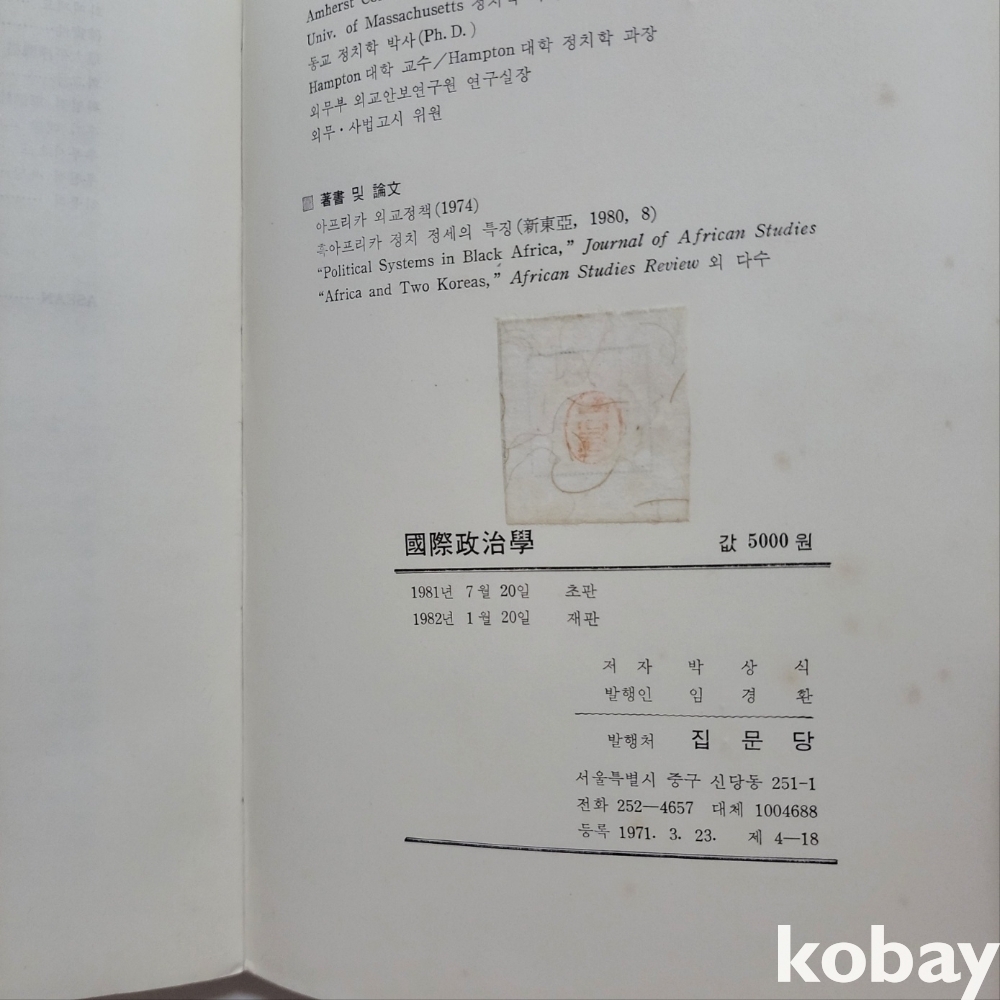 Amherst
Univ. of Massachusetts 정치학
동교 정치학 박사(Ph. D.)
Hampton 대학 교수／Hampton 대학 정치학 과장
외무부 외교안보연구원 연구실장
외무·사법고시 위원
著書 및 論文
아프리카 외교정책(1974)
흑아프리카 정치 정세의 특징(新東亞, 1980, 8)
“Political Systems in Black Africa,” Journal of African Studies
“Africa and Two Koreas,” African Studies Review 외 다수
國際政治學 값 5000 원
1981년 7월 20일 초판
1982년 1월 20일 재판
저 자 박 상 식
발행인 임 경 환
발행처 집 문 당
서울특별시 중구 신당동 251-1
전화 252—4657 대체 1004688
등록 1971. 3. 23. 제 4—18
kobay